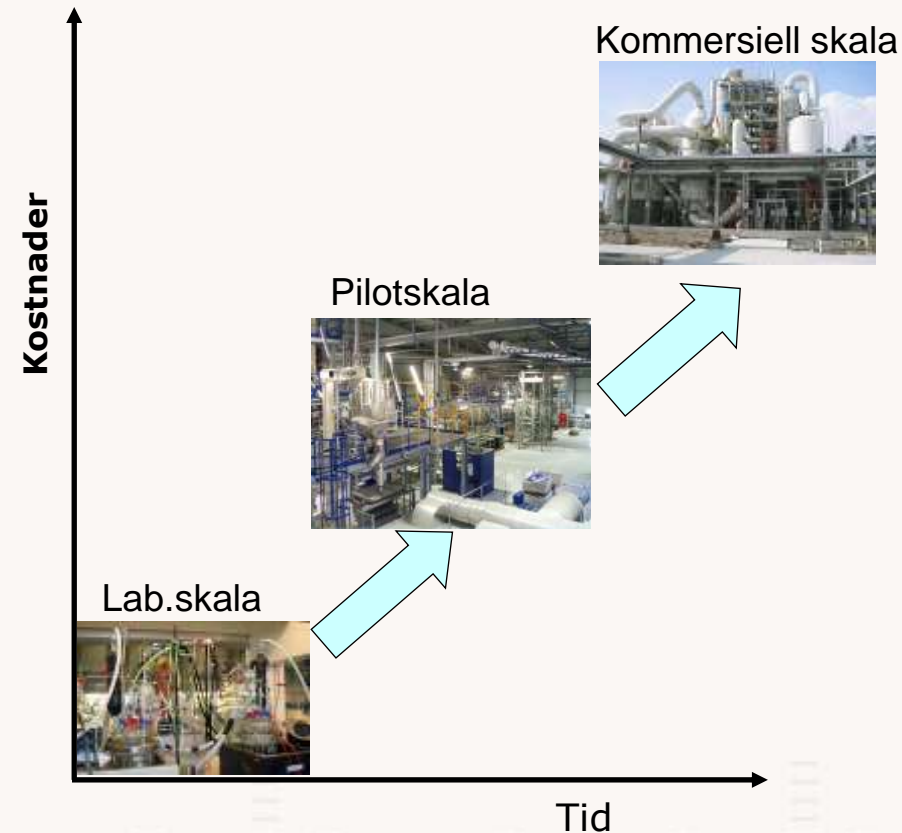 Kommersiell skala
Kostnader
Pilotskala
Lab.skala
Tid